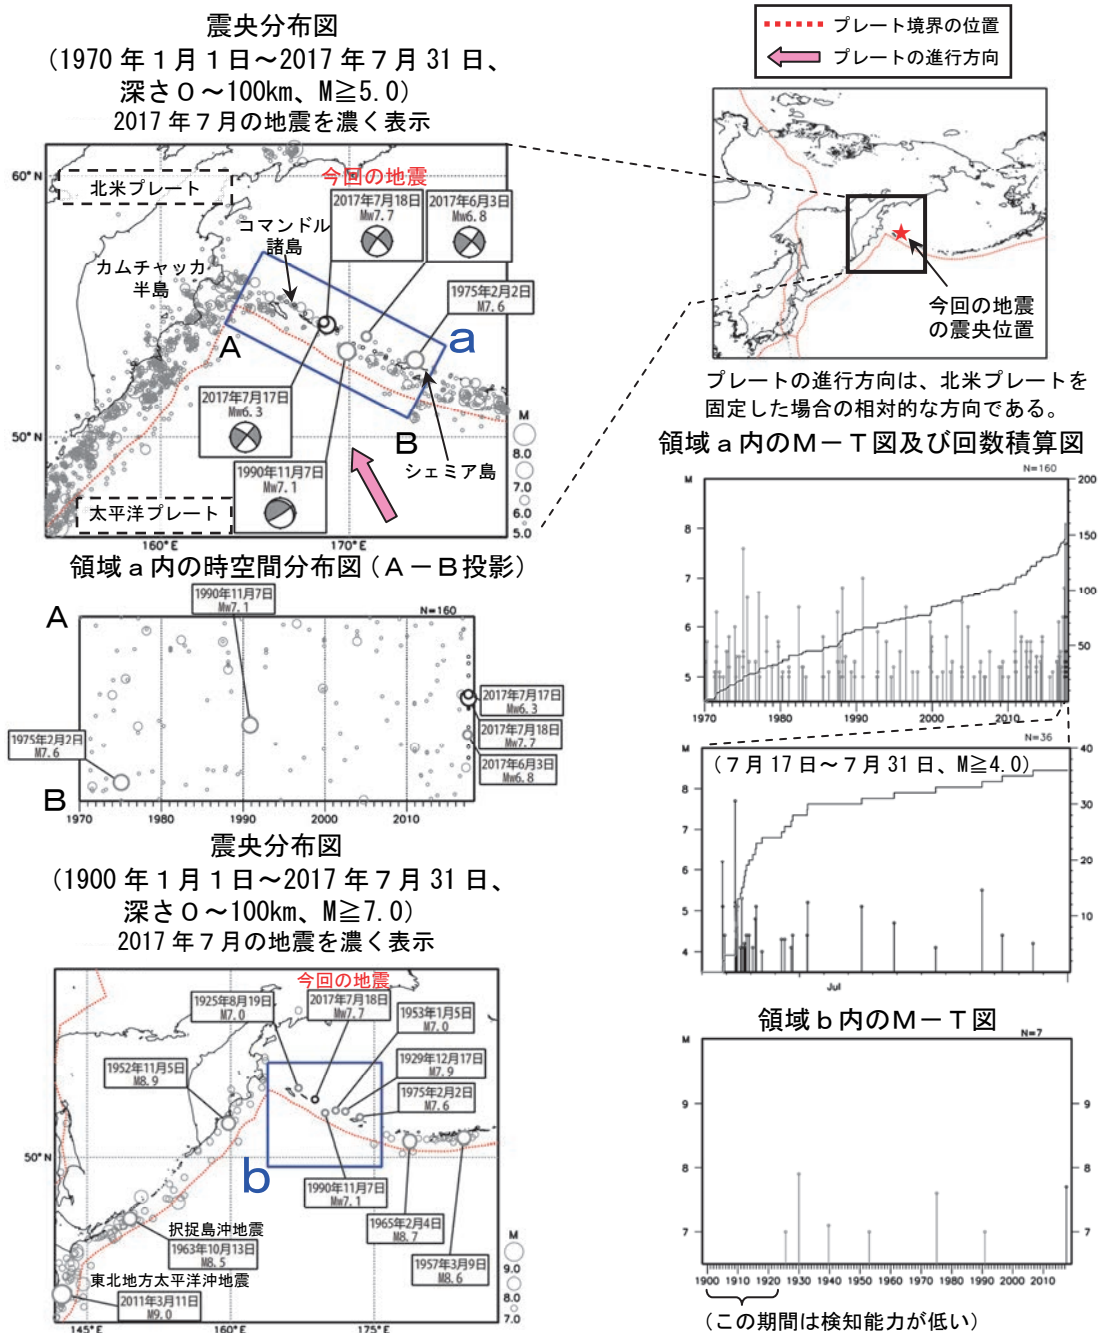 震央分布図
(1970年1月1日～2017年7月31日、
深さ0～100km、M≧5.0)
2017年7月の地震を濃く表示
60°N
50°N
160°E
170°E
北米プレート
太平洋プレート
カムチャッカ
半島
コマンドル
諸島
今回の地震
2017年7月18日
Mw7.7
2017年6月3日
Mw6.8
1975年2月2日
M7.6
2017年7月17日
Mw6.3
1990年11月7日
Mw7.1
シェミア島
A
B
a
M
8.0
7.0
6.0
5.0
プレート境界の位置
プレートの進行方向
今回の地震
の震央位置
プレートの進行方向は、北米プレートを
固定した場合の相対的な方向である。
領域a内の時空間分布図(A－B投影)
1990年11月7日
Mw7.1
N=160
A
B
1975年2月2日
M7.6
2017年7月17日
Mw6.3
2017年7月18日
Mw7.7
2017年6月3日
Mw6.8
1970 1980 1990 2000 2010
領域a内のM－T図及び回数積算図
N=160
M
8
7
6
5
200
150
100
50
1970 1980 1990 2000 2010
N=36
(7月17日～7月31日、M≧4.0)
M
8
7
6
5
4
40
30
20
10
Jul
震央分布図
(1900年1月1日～2017年7月31日、
深さ0～100km、M≧7.0)
2017年7月の地震を濃く表示
今回の地震
1925年8月19日
M7.0
2017年7月18日
Mw7.7
1953年1月5日
M7.0
1952年11月5日
M8.9
1929年12月17日
M7.9
1975年2月2日
M7.6
50°N
b
1990年11月7日
Mw7.1
1965年2月4日
M8.7
1957年3月9日
M8.6
択捉島沖地震
1963年10月13日
M8.5
東北地方太平洋沖地震
2011年3月11日
M9.0
145°E
160°E
175°E
M
9.0
8.0
7.0
領域b内のM－T図
N=7
M
9
8
7
9
8
7
1900 1910 1920 1930 1940 1950 1960 1970 1980 1990 2000 2010
(この期間は検知能力が低い)